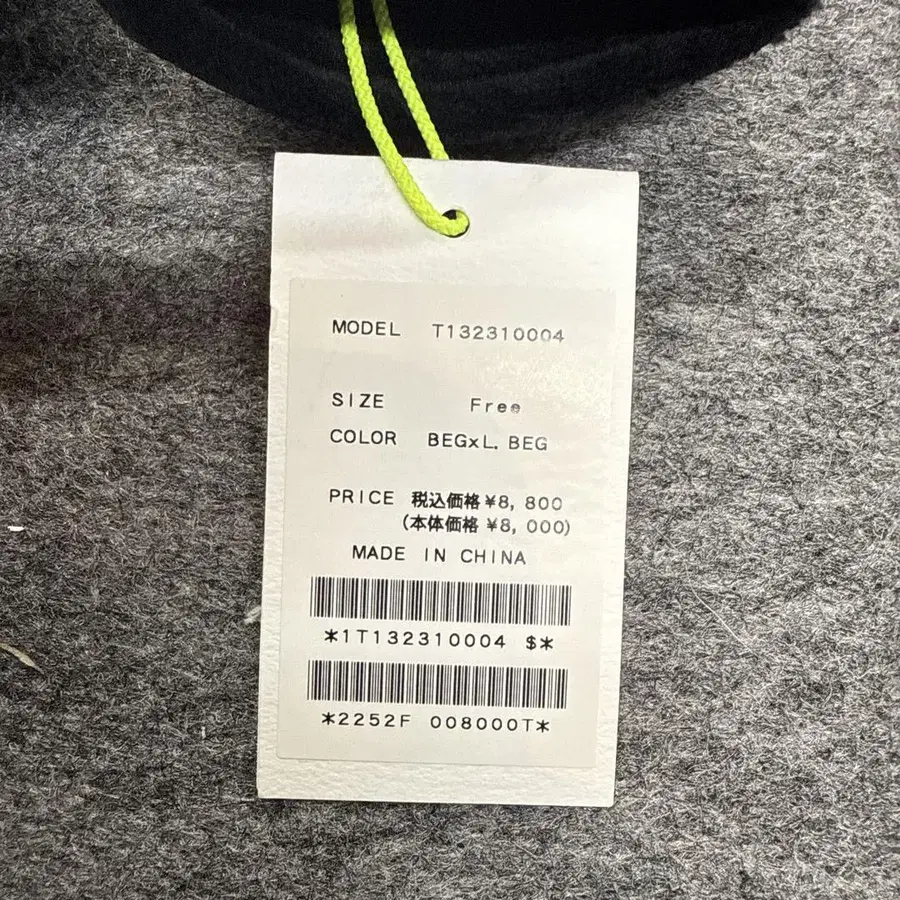 MODEL T132310004
SIZE Free
COLOR BEGxL. BEG
PRICE 税込価格 ¥8, 800
(本体価格 ¥8, 000)
MADE IN CHINA
*1T132310004 $*
*2252F 008000T*